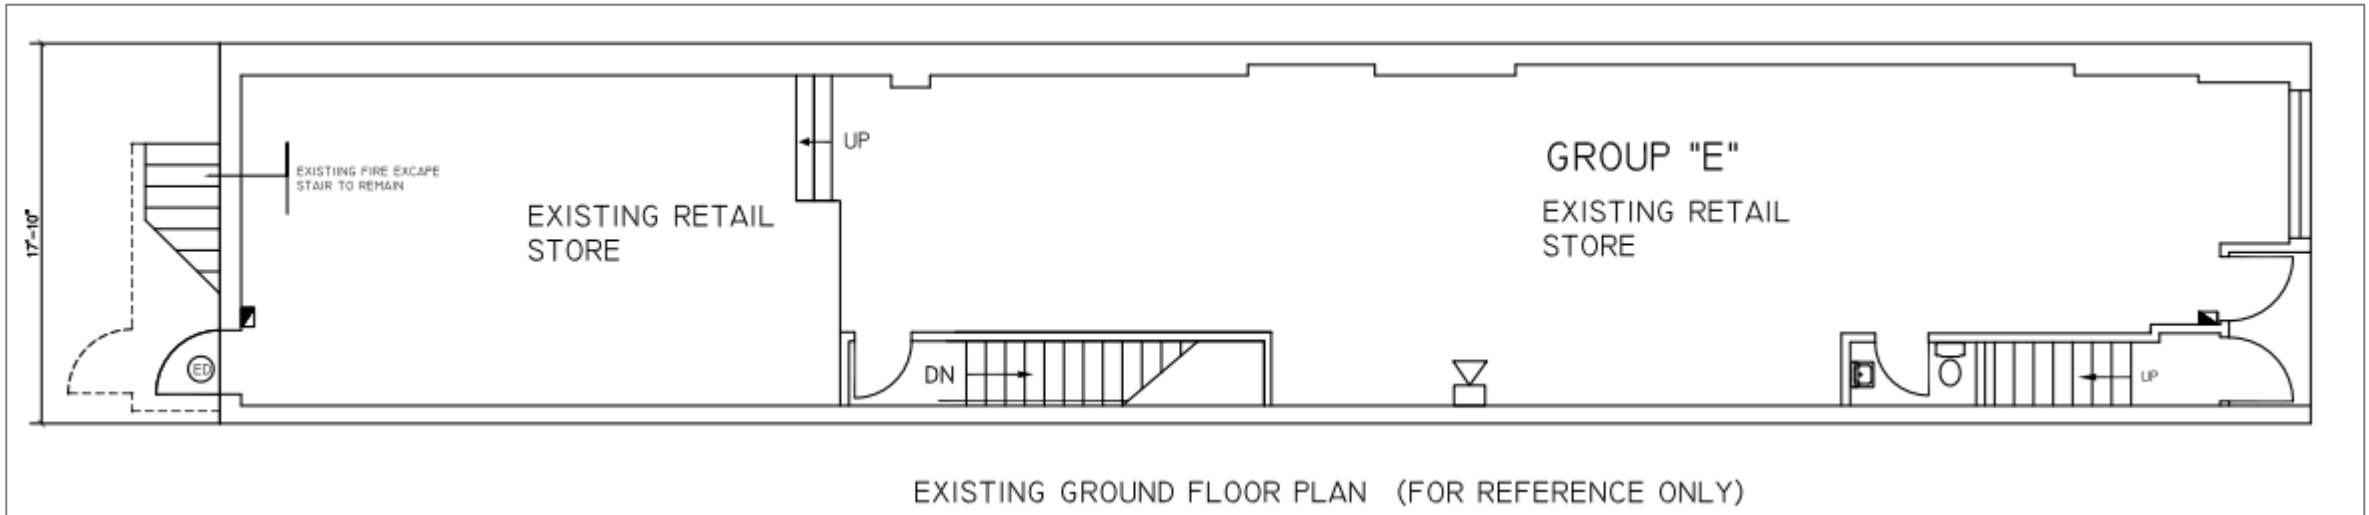 17'-10"
EXISTIING FIRE EXCAPE
STAIR TO REMAIN
EXISTING RETAIL
STORE
UP
GROUP "E"
EXISTING RETAIL
STORE
ED
DN
UP
EXISTING GROUND FLOOR PLAN (FOR REFERENCE ONLY)